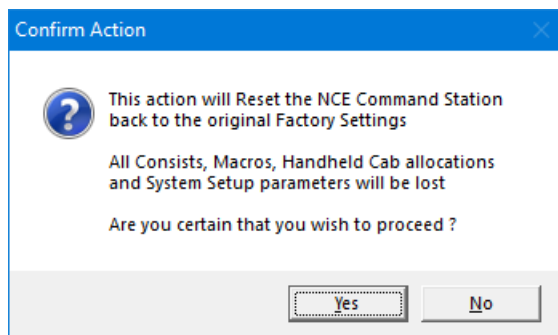 Confirm Action
This action will Reset the NCE Command Station
back to the original Factory Settings
All Consists, Macros, Handheld Cab allocations
and System Setup parameters will be lost
Are you certain that you wish to proceed ?
Yes
No